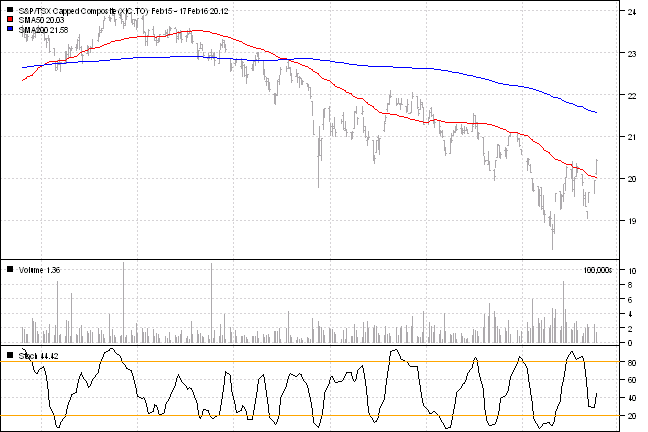 S&P/TSX Capped Composite (XIC.TO) Feb15 - 17Feb16 20.12
SMA50 20.03
SMA200 21.58
24
23
22
21
20
19
Volume 1.36
100,000s
10
8
6
4
2
0
Stoch 44.42
80
60
40
20